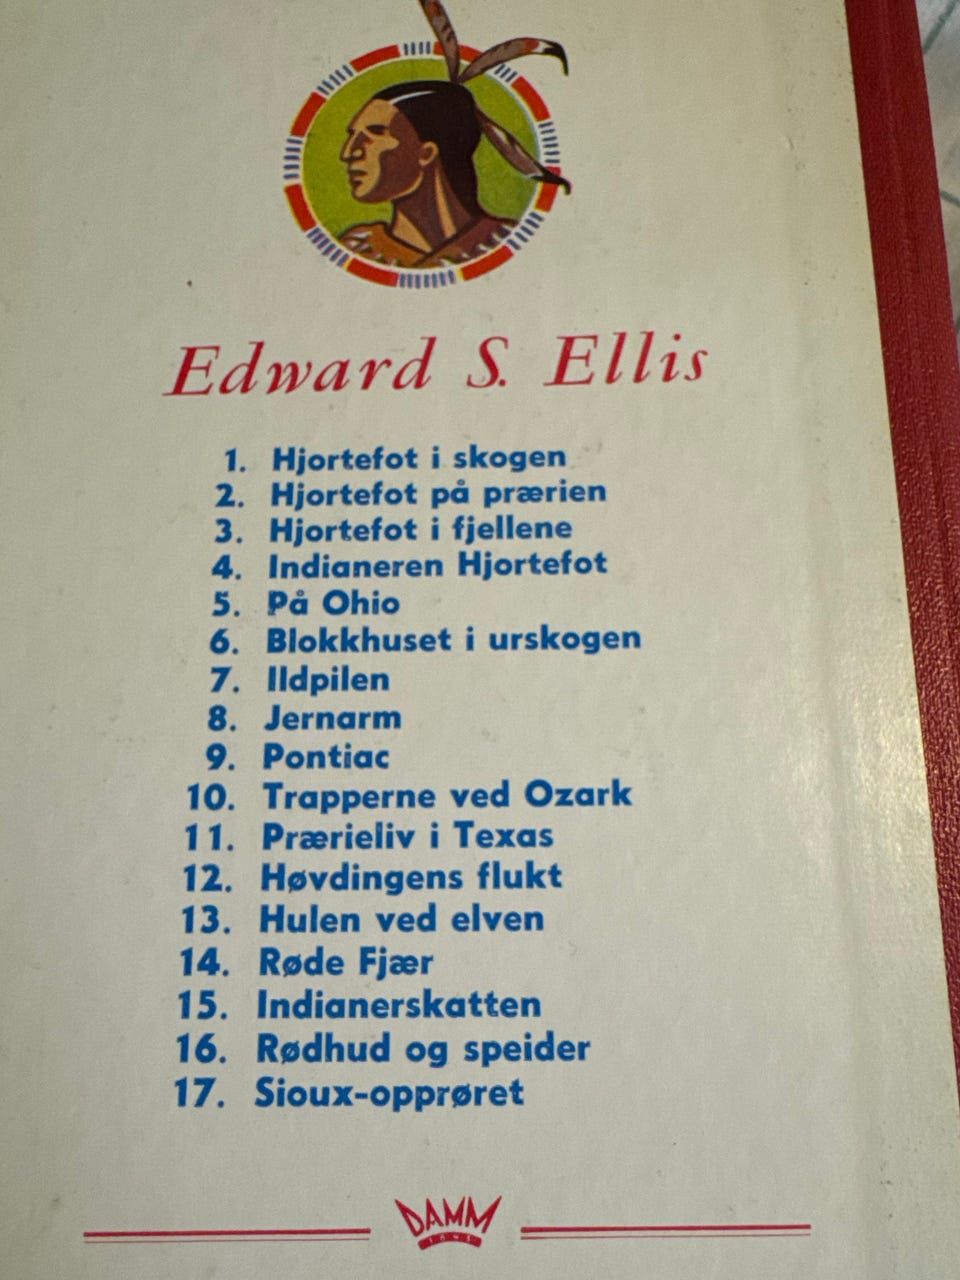 Edward S. Ellis
1. Hjortefot i skogen
2. Hjortefot på prærien
3. Hjortefot i fjellene
4. Indianeren Hjortefot
5. På Ohio
6. Blokkhuset i urskogen
7. Ildpilen
8. Jernarm
9. Pontiac
10. Trapperne ved Ozark
11. Prærieliv i Texas
12. Høvdingens flukt
13. Hulen ved elven
14. Røde Fjær
15. Indianerskatten
16. Rødhud og speider
17. Sioux-opprøret
DAMM
1843